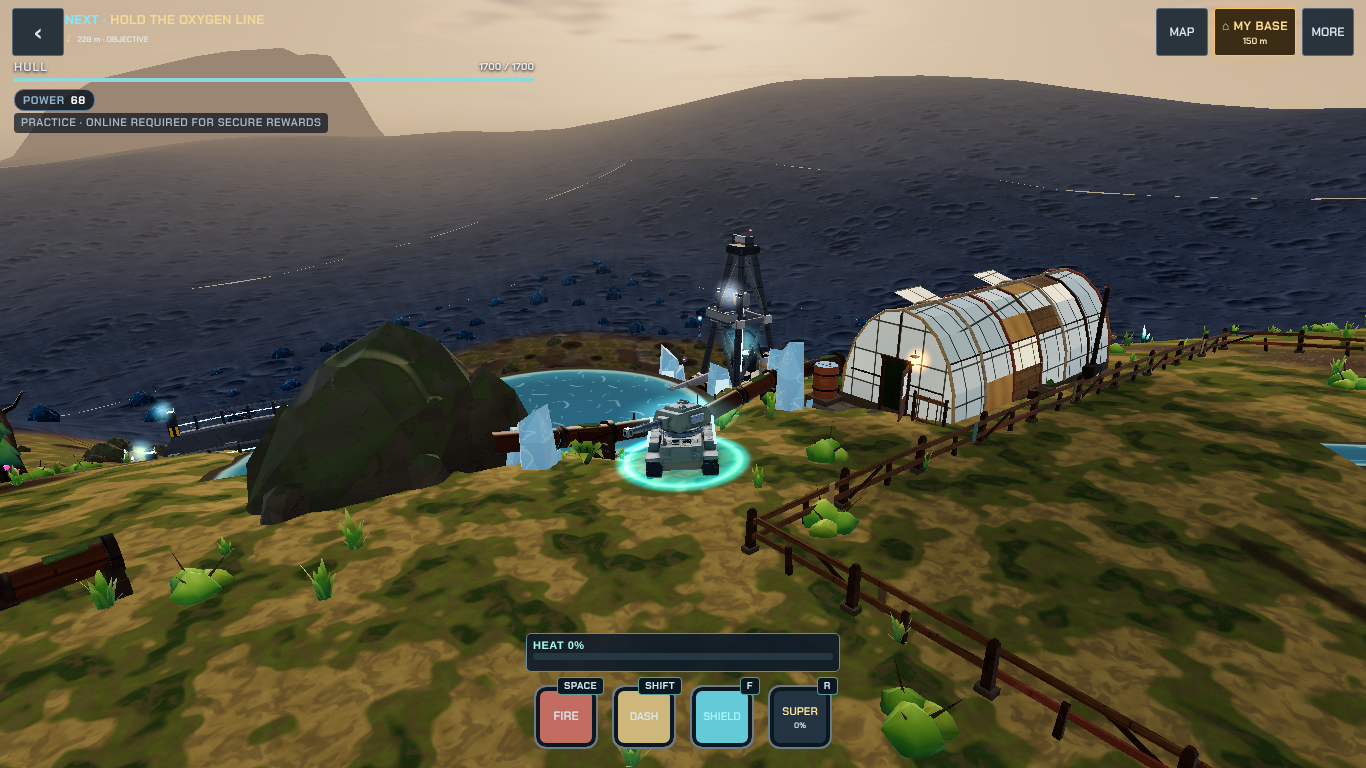 ‹
NEXT · HOLD THE OXYGEN LINE
228 m · OBJECTIVE
HULL 1700 / 1700
POWER 68
PRACTICE · ONLINE REQUIRED FOR SECURE REWARDS
MAP
⌂ MY BASE
150 m
MORE
HEAT 0%
SPACE
FIRE
SHIFT
DASH
F
SHIELD
R
SUPER
0%